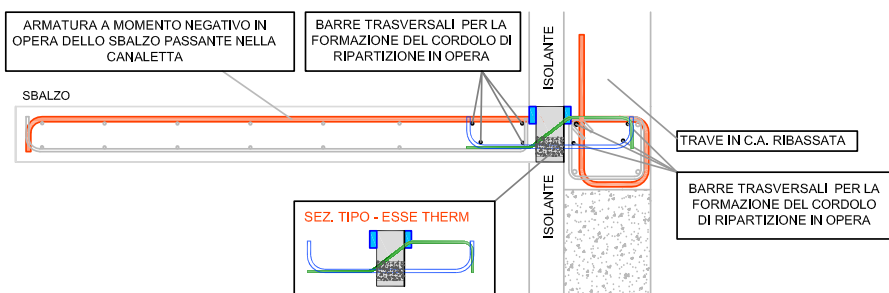 ARMATURA A MOMENTO NEGATIVO IN
OPERA DELLO SBALZO PASSANTE NELLA
CANALETTA
BARRE TRASVERSALI PER LA
FORMAZIONE DEL CORDOLO DI
RIPARTIZIONE IN OPERA
ISOLANTE
SBALZO
TRAVE IN C.A. RIBASSATA
BARRE TRASVERSALI PER LA
FORMAZIONE DEL CORDOLO
DI RIPARTIZIONE IN OPERA
ISOLANTE
SEZ. TIPO - ESSE THERM